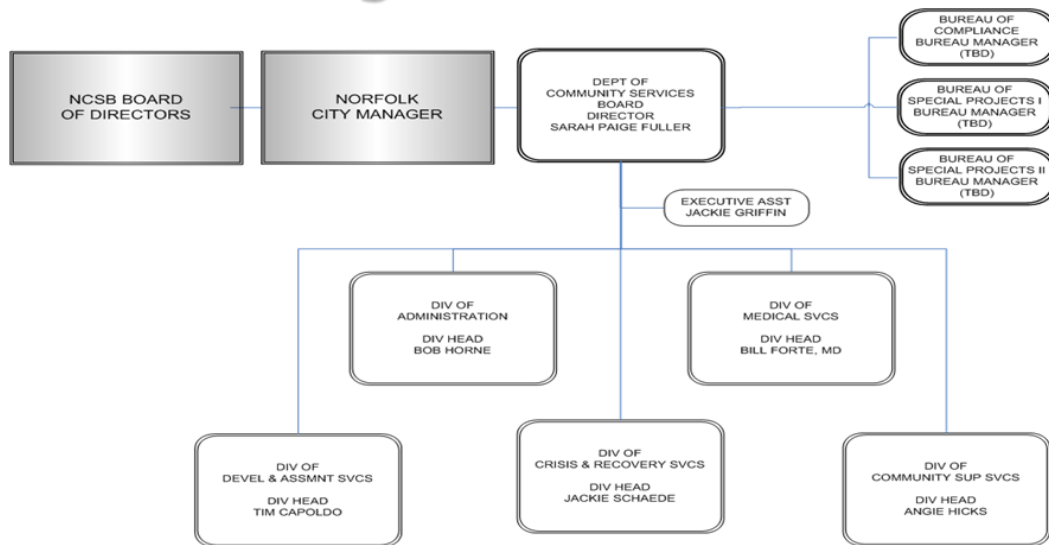 NCSB BOARD
OF DIRECTORS
NORFOLK
CITY MANAGER
DEPT OF
COMMUNITY SERVICES
BOARD
DIRECTOR
SARAH PAIGE FULLER
BUREAU OF
COMPLIANCE
BUREAU MANAGER
(TBD)
BUREAU OF
SPECIAL PROJECTS I
BUREAU MANAGER
(TBD)
BUREAU OF
SPECIAL PROJECTS II
BUREAU MANAGER
(TBD)
EXECUTIVE ASST
JACKIE GRIFFIN
DIV OF
ADMINISTRATION
DIV HEAD
BOB HORNE
DIV OF
MEDICAL SVCS
DIV HEAD
BILL FORTE, MD
DIV OF
DEVEL & ASSMNT SVCS
DIV HEAD
TIM CAPOLDO
DIV OF
CRISIS & RECOVERY SVCS
DIV HEAD
JACKIE SCHAEDE
DIV OF
COMMUNITY SUP SVCS
DIV HEAD
ANGIE HICKS